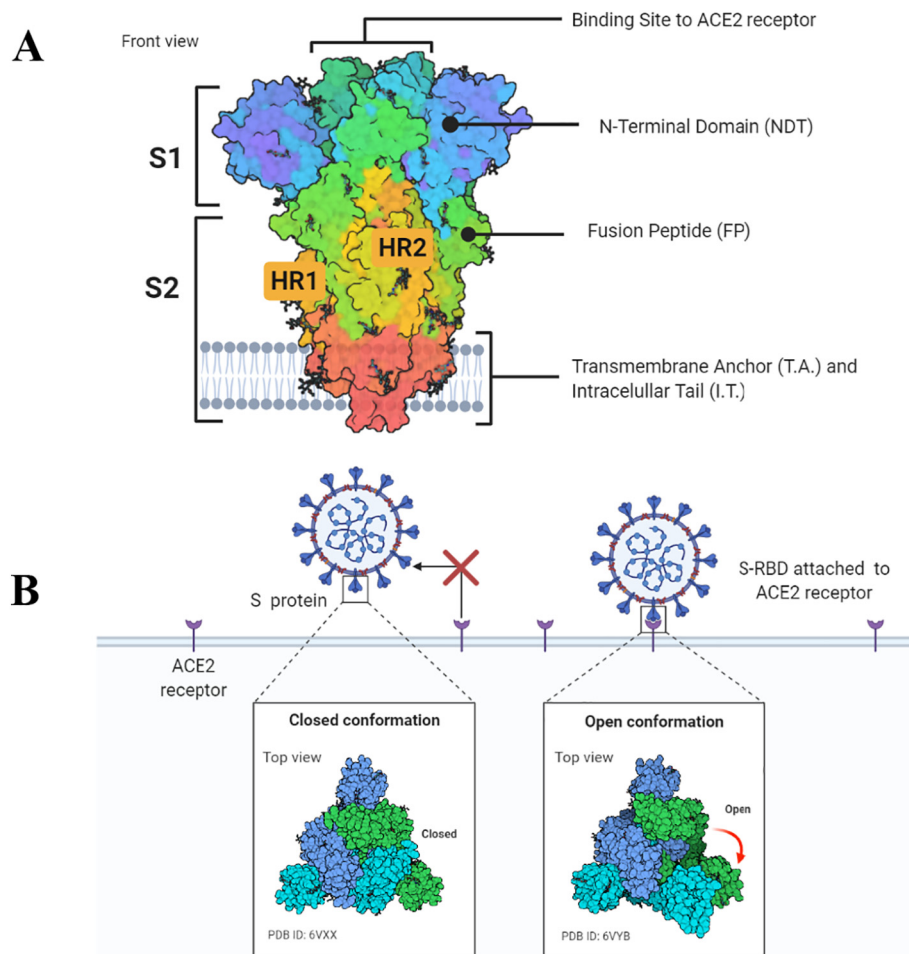 A
Front view
Binding Site to ACE2 receptor
S1
N-Terminal Domain (NDT)
Fusion Peptide (FP)
HR2
HR1
S2
Transmembrane Anchor (T.A.) and
Intracelullar Tail (I.T.)
B
S protein
S-RBD attached to
ACE2 receptor
ACE2
receptor
Closed conformation
Top view
Closed
PDB ID: 6VXX
Open conformation
Top view
Open
PDB ID: 6VYB